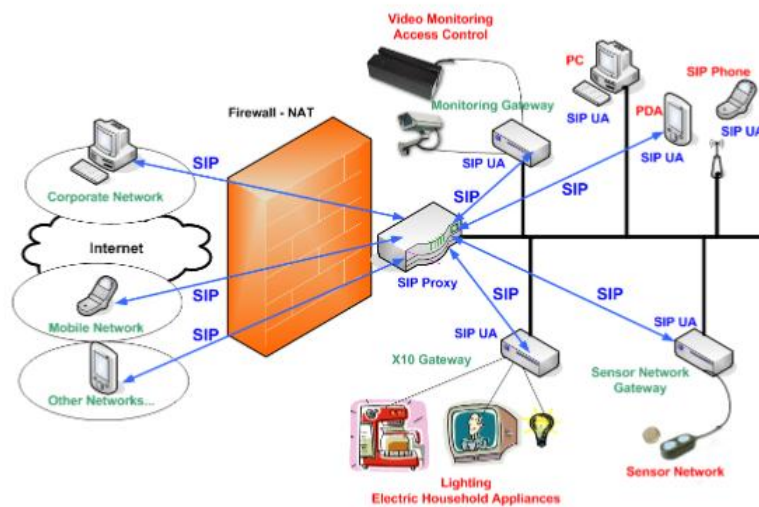 Video Monitoring
Access Control
PC
SIP Phone
Firewall - NAT
Monitoring Gateway
SIP UA
PDA
SIP UA
SIP
SIP UA
SIP UA
Corporate Network
SIP
SIP
Internet
SIP
SIP Proxy
SIP
SIP
Mobile Network
SIP
SIP UA
SIP UA
X10 Gateway
Sensor Network
Gateway
Other Networks...
Sensor Network
Lighting
Electric Household Appliances